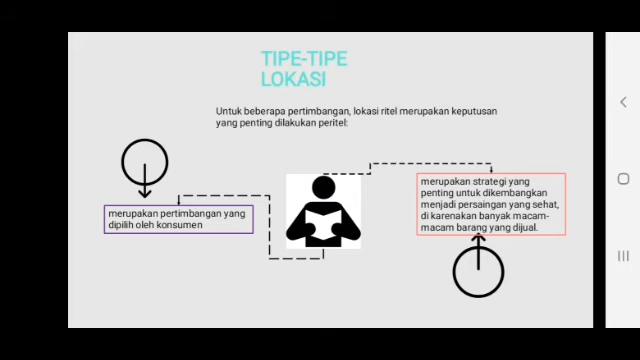 TIPE-TIPE
LOKASI
Untuk beberapa pertimbangan, lokasi ritel merupakan keputusan
yang penting dilakukan peritel:
merupakan pertimbangan yang
dipilih oleh konsumen
merupakan strategi yang
penting untuk dikembangkan
menjadi persaingan yang sehat,
di karenakan banyak macam-
macam barang yang dijual.